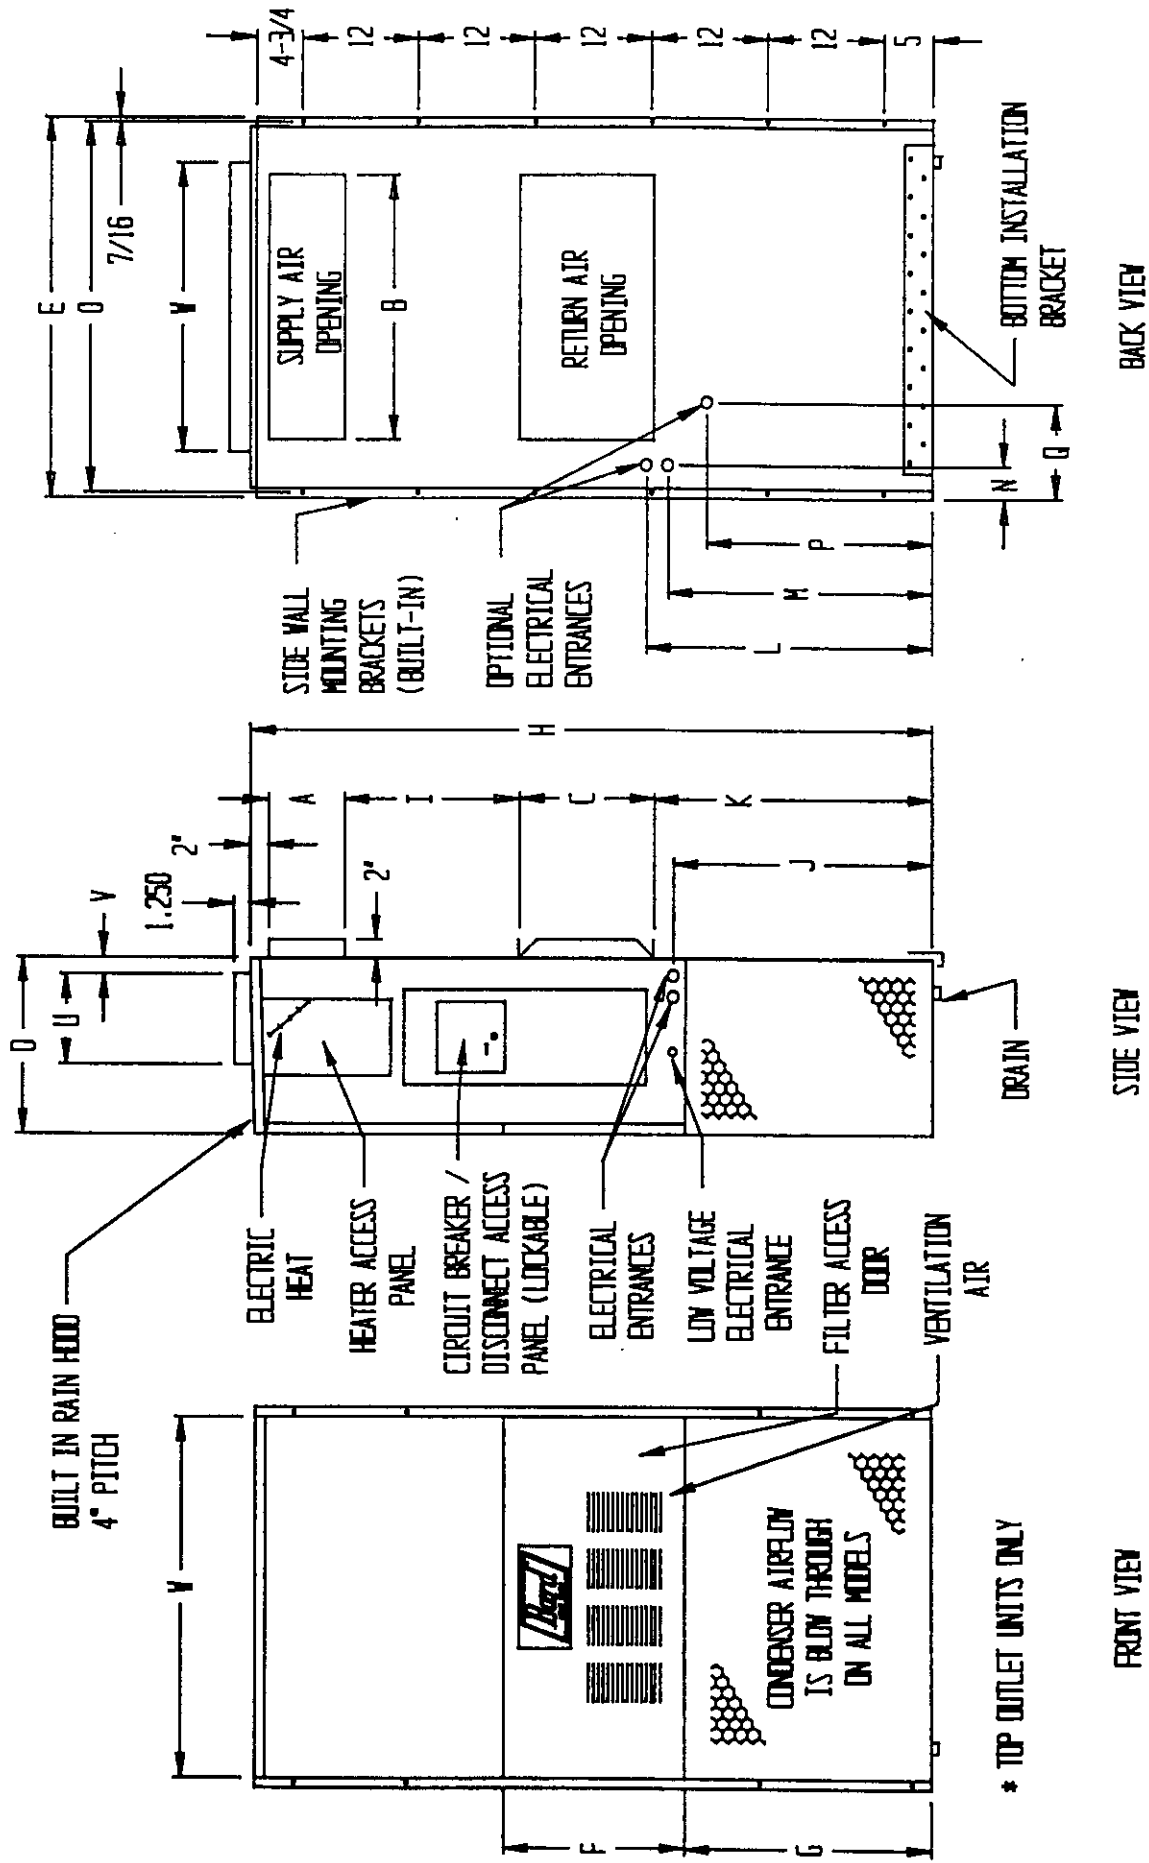 BUILT IN RAIN HOOD
4" PITCH
W
F
G
Bard
CONDENSER AIRFLOW
IS BLOW THROUGH
ON ALL MODELS
* TOP OUTLET UNITS ONLY
FRONT VIEW
ELECTRIC
HEAT
HEATER ACCESS
PANEL
CIRCUIT BREAKER /
DISCONNECT ACCESS
PANEL (LOCKABLE)
ELECTRICAL
ENTRANCES
LOW VOLTAGE
ELECTRICAL
ENTRANCE
FILTER ACCESS
DOOR
VENTILATION
AIR
D
U
V
1.250
2"
A
I
2"
C
H
K
J
DRAIN
SIDE VIEW
SIDE WALL
MOUNTING
BRACKETS
(BUILT-IN)
OPTIONAL
ELECTRICAL
ENTRANCES
E
O
W
7/16
SUPPLY AIR
OPENING
B
RETURN AIR
OPENING
L
M
P
N
Q
4-3/4
12
12
12
12
12
5
BOTTOM INSTALLATION
BRACKET
BACK VIEW